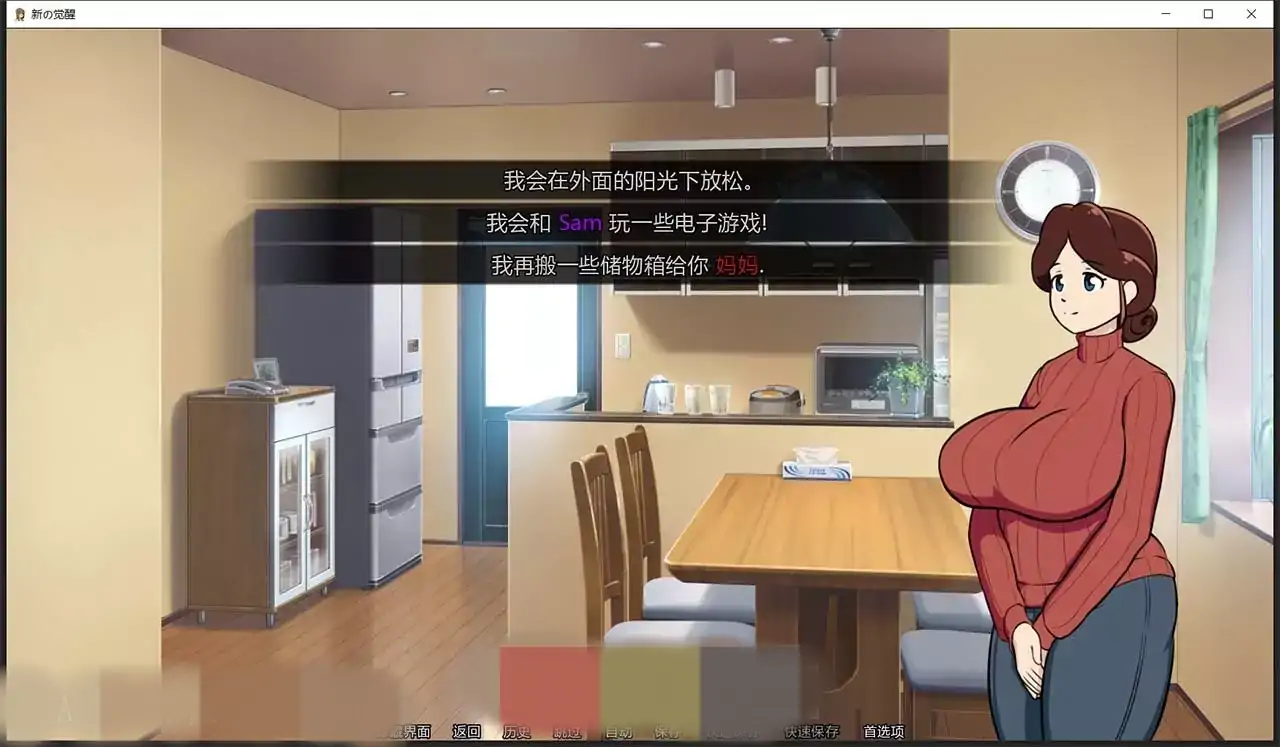 新の觉醒
我会在外面的阳光下放松。
我会和 Sam 玩一些电子游戏!
我再搬一些储物箱给你 妈妈.
藏界面 返回 历史 跳过 自动 保存 快速保存 首选项